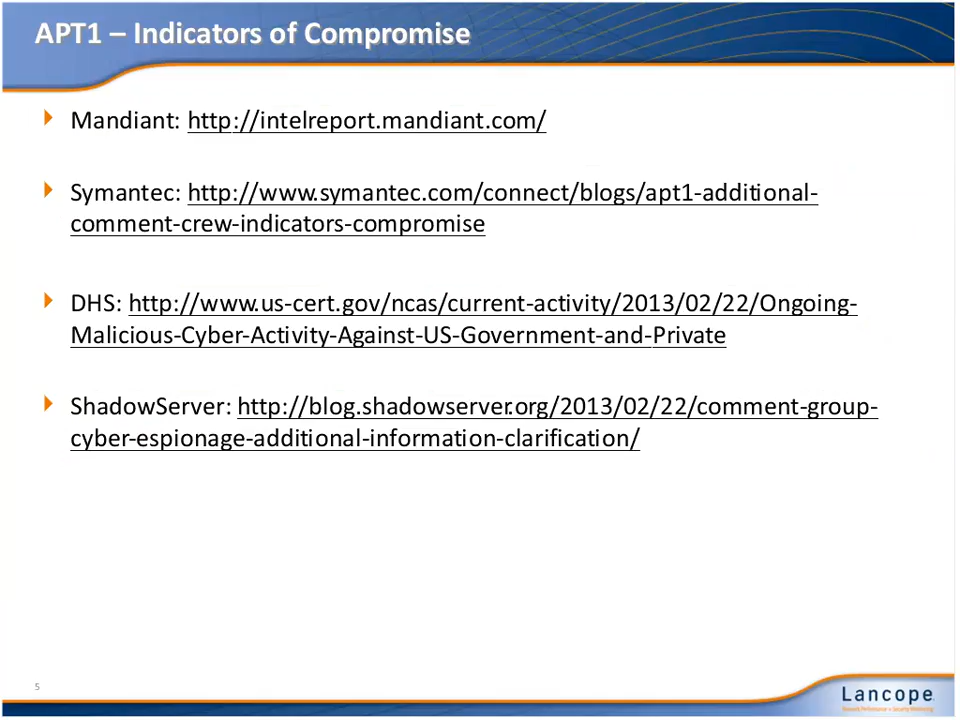 APT1 – Indicators of Compromise
Mandiant: http://intelreport.mandiant.com/
Symantec: http://www.symantec.com/connect/blogs/apt1-additional-
comment-crew-indicators-compromise
DHS: http://www.us-cert.gov/ncas/current-activity/2013/02/22/Ongoing-
Malicious-Cyber-Activity-Against-US-Government-and-Private
ShadowServer: http://blog.shadowserver.org/2013/02/22/comment-group-
cyber-espionage-additional-information-clarification/
5
Lancope